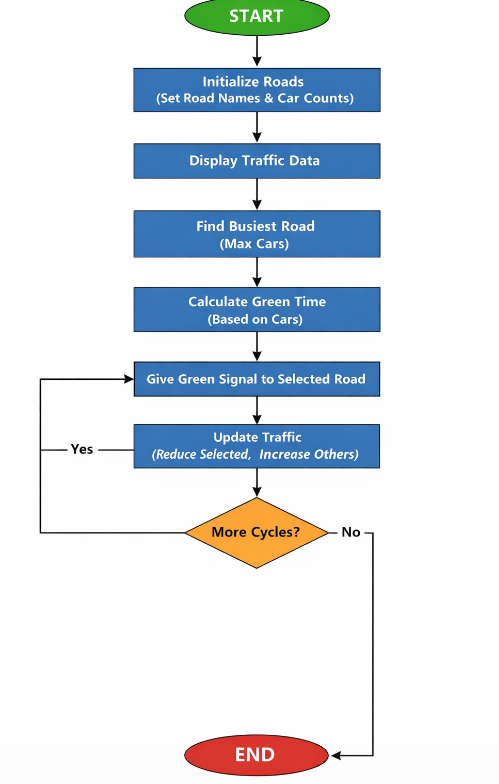 START
Initialize Roads
(Set Road Names & Car Counts)
Display Traffic Data
Find Busiest Road
(Max Cars)
Calculate Green Time
(Based on Cars)
Give Green Signal to Selected Road
Update Traffic
(Reduce Selected, Increase Others)
Yes
More Cycles?
No
END